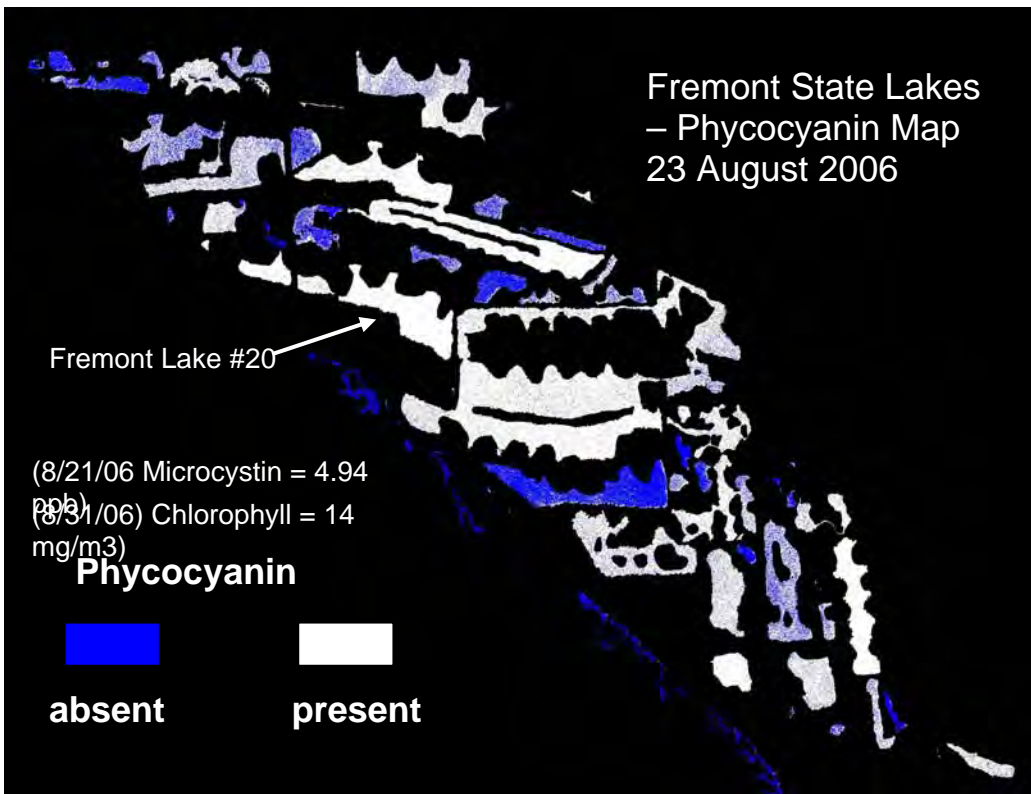 Fremont State Lakes
– Phycocyanin Map
23 August 2006
Fremont Lake #20
(8/21/06 Microcystin = 4.94
ppb)
(8/31/06) Chlorophyll = 14
mg/m3)
Phycocyanin
absent
present